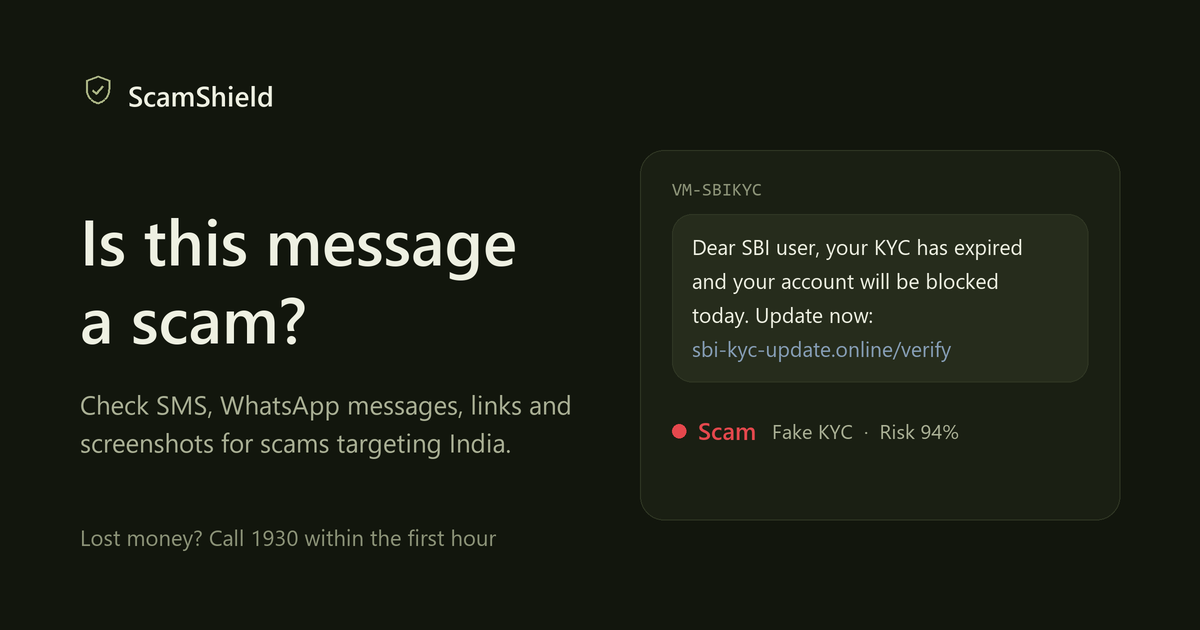 ScamShield
Is this message
a scam?
Check SMS, WhatsApp messages, links and
screenshots for scams targeting India.
Lost money? Call 1930 within the first hour
VM-SBIKYC
Dear SBI user, your KYC has expired
and your account will be blocked
today. Update now:
sbi-kyc-update.online/verify
Scam Fake KYC · Risk 94%